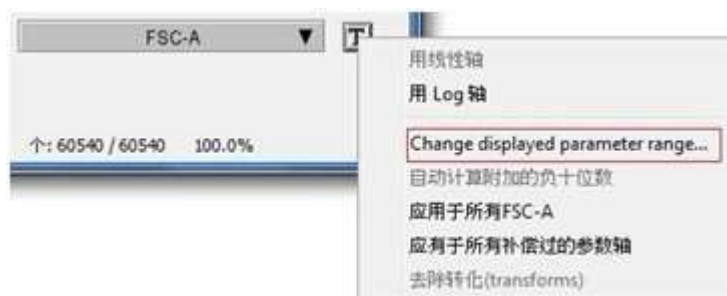 FSC-A
T
用线性轴
用 Log 轴
Change displayed parameter range...
个: 60540 / 60540 100.0%
自动计算附加的负十位数
应用于所有FSC-A
应有于所有补偿过的参数轴
去除转化(transforms)